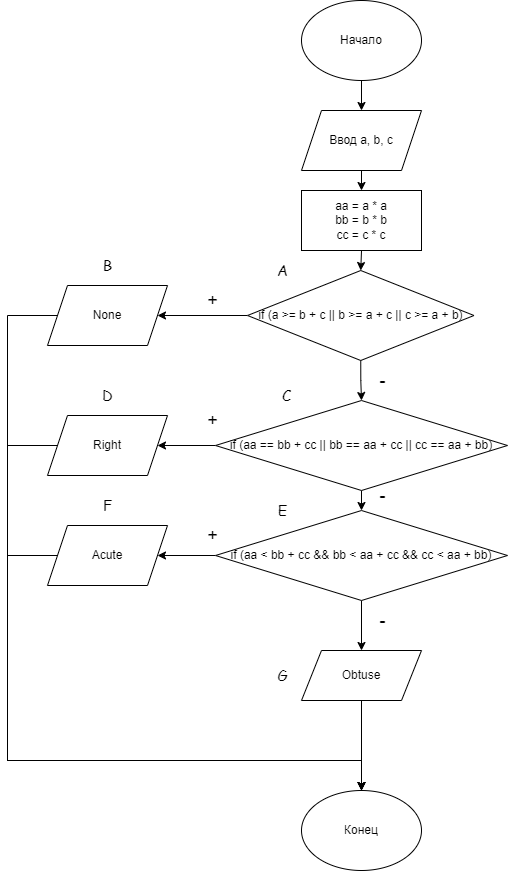 Начало
Ввод a, b, c
aa = a * a
bb = b * b
cc = c * c
B
A
None
+
if (a >= b + c || b >= a + c || c >= a + b)
-
D
C
Right
+
if (aa == bb + cc || bb == aa + cc || cc == aa + bb)
-
F
E
Acute
+
if (aa < bb + cc && bb < aa + cc && cc < aa + bb)
-
G
Obtuse
Конец